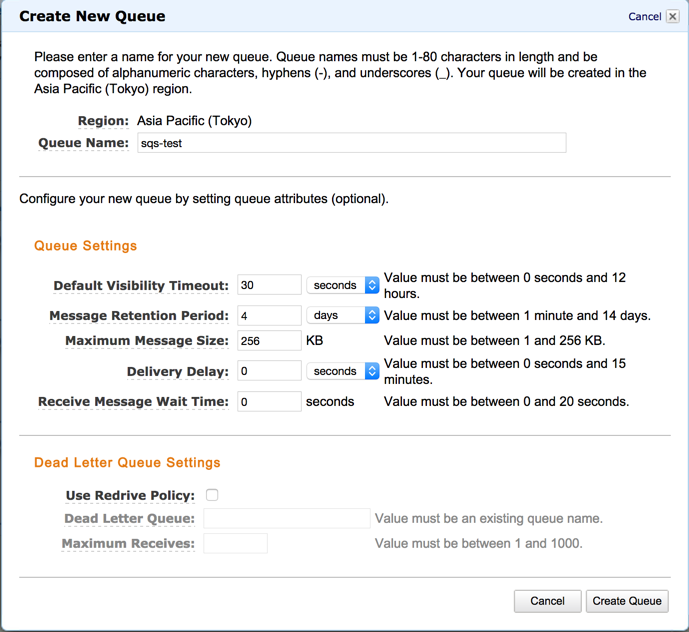 Create New Queue
Cancel
Please enter a name for your new queue. Queue names must be 1-80 characters in length and be
composed of alphanumeric characters, hyphens (-), and underscores (_). Your queue will be created in the
Asia Pacific (Tokyo) region.
Region: Asia Pacific (Tokyo)
Queue Name: sqs-test
Configure your new queue by setting queue attributes (optional).
Queue Settings
Default Visibility Timeout: 30 seconds Value must be between 0 seconds and 12
hours.
Message Retention Period: 4 days Value must be between 1 minute and 14 days.
Maximum Message Size: 256 KB Value must be between 1 and 256 KB.
Delivery Delay: 0 seconds Value must be between 0 seconds and 15
minutes.
Receive Message Wait Time: 0 seconds Value must be between 0 and 20 seconds.
Dead Letter Queue Settings
Use Redrive Policy:
Dead Letter Queue: Value must be an existing queue name.
Maximum Receives: Value must be between 1 and 1000.
Cancel Create Queue